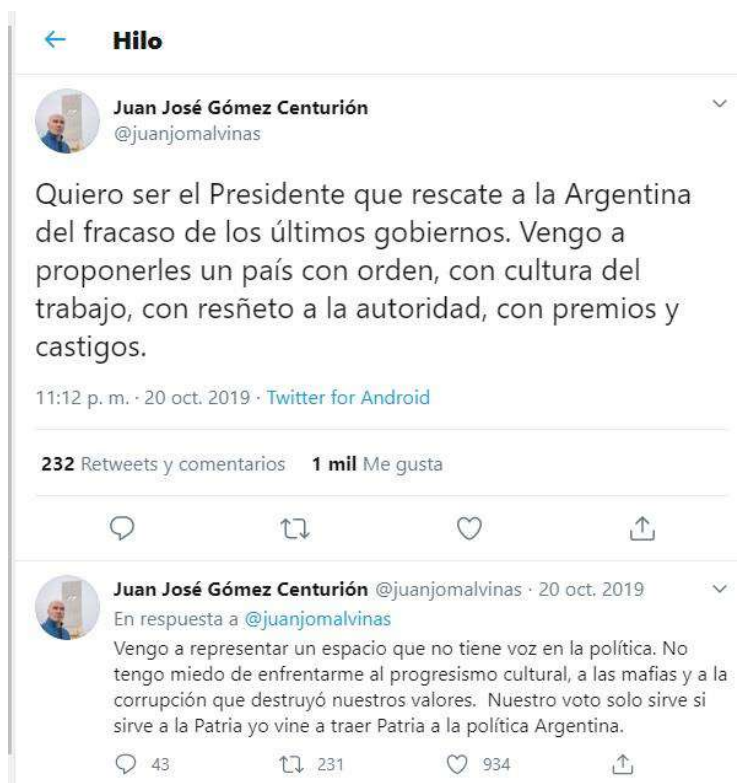 Hilo
Juan José Gómez Centurión
@juanjomalvinas
Quiero ser el Presidente que rescate a la Argentina
del fracaso de los últimos gobiernos. Vengo a
proponerles un país con orden, con cultura del
trabajo, con resñeto a la autoridad, con premios y
castigos.
11:12 p. m. · 20 oct. 2019 · Twitter for Android
232 Retweets y comentarios 1 mil Me gusta
Juan José Gómez Centurión @juanjomalvinas · 20 oct. 2019
En respuesta a @juanjomalvinas
Vengo a representar un espacio que no tiene voz en la política. No
tengo miedo de enfrentarme al progresismo cultural, a las mafias y a la
corrupción que destruyó nuestros valores. Nuestro voto solo sirve si
sirve a la Patria yo vine a traer Patria a la política Argentina.
43 231 934